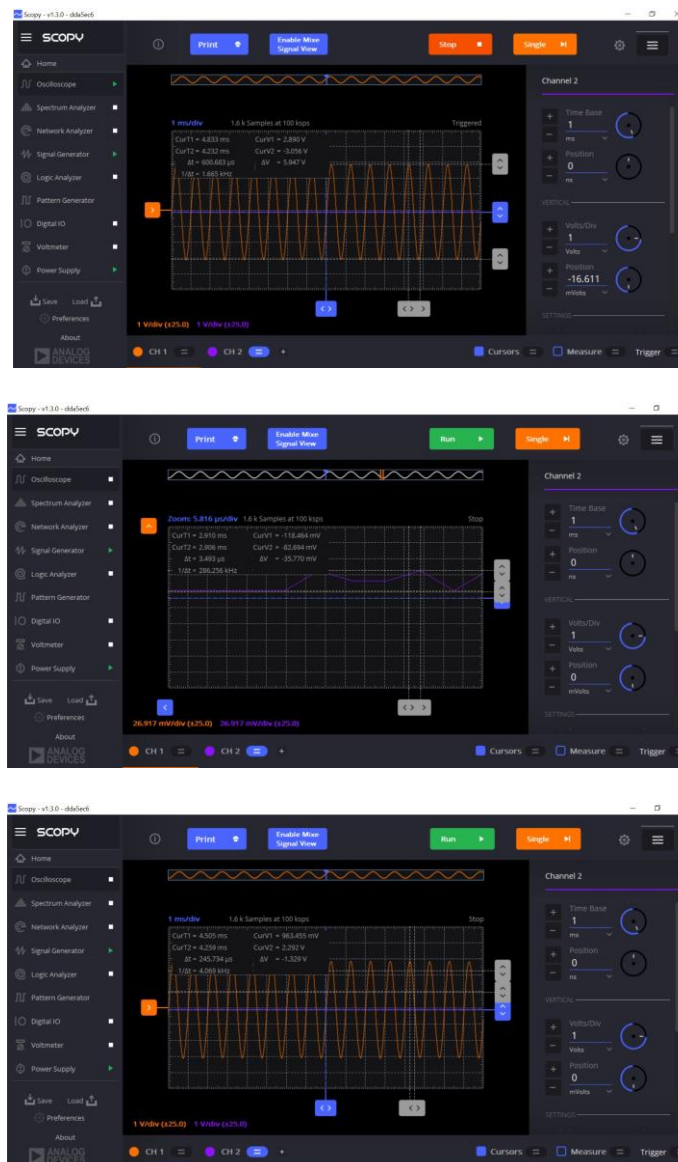 Scopy - v1.3.0 - dda5ec6
SCOPY
Print
Enable Mixe
Signal View
Stop
Single
Home
Oscilloscope
Spectrum Analyzer
Network Analyzer
Signal Generator
Logic Analyzer
Pattern Generator
Digital IO
Voltmeter
Power Supply
Save Load
Preferences
About
ANALOG
DEVICES
1 ms/div 1.6 k Samples at 100 ksps Triggered
CurT1 = 4.833 ms CurV1 = 2.890 V
CurT2 = 4.232 ms CurV2 = -3.056 V
Δt = 600.683 µs ΔV = 5.947 V
1/Δt = 1.665 kHz
1 V/div (±25.0) 1 V/div (±25.0)
CH 1 CH 2 +
Cursors Measure Trigger
Channel 2
Time Base
1
ms
Position
0
ns
VERTICAL
Volts/Div
1
Volts
Position
-16.611
mVolts
SETTINGS
Scopy - v1.3.0 - dda5ec6
SCOPY
Print
Enable Mixe
Signal View
Run
Single
Home
Oscilloscope
Spectrum Analyzer
Network Analyzer
Signal Generator
Logic Analyzer
Pattern Generator
Digital IO
Voltmeter
Power Supply
Save Load
Preferences
About
ANALOG
DEVICES
Zoom: 5.816 µs/div 1.6 k Samples at 100 ksps Stop
CurT1 = 2.910 ms CurV1 = -118.464 mV
CurT2 = 2.906 ms CurV2 = -82.694 mV
Δt = 3.493 µs ΔV = -35.770 mV
1/Δt = 286.256 kHz
26.917 mV/div (±25.0) 26.917 mV/div (±25.0)
CH 1 CH 2 +
Cursors Measure Trigger
Channel 2
Time Base
1
ms
Position
0
ns
VERTICAL
Volts/Div
1
Volts
Position
0
mVolts
SETTINGS
Scopy - v1.3.0 - dda5ec6
SCOPY
Print
Enable Mixe
Signal View
Run
Single
Home
Oscilloscope
Spectrum Analyzer
Network Analyzer
Signal Generator
Logic Analyzer
Pattern Generator
Digital IO
Voltmeter
Power Supply
Save Load
Preferences
About
ANALOG
DEVICES
1 ms/div 1.6 k Samples at 100 ksps Stop
CurT1 = 4.505 ms CurV1 = 963.455 mV
CurT2 = 4.259 ms CurV2 = 2.292 V
Δt = 245.734 µs ΔV = -1.329 V
1/Δt = 4.069 kHz
1 V/div (±25.0) 1 V/div (±25.0)
CH 1 CH 2 +
Cursors Measure Trigger
Channel 2
Time Base
1
ms
Position
0
ns
VERTICAL
Volts/Div
1
Volts
Position
0
mVolts
SETTINGS